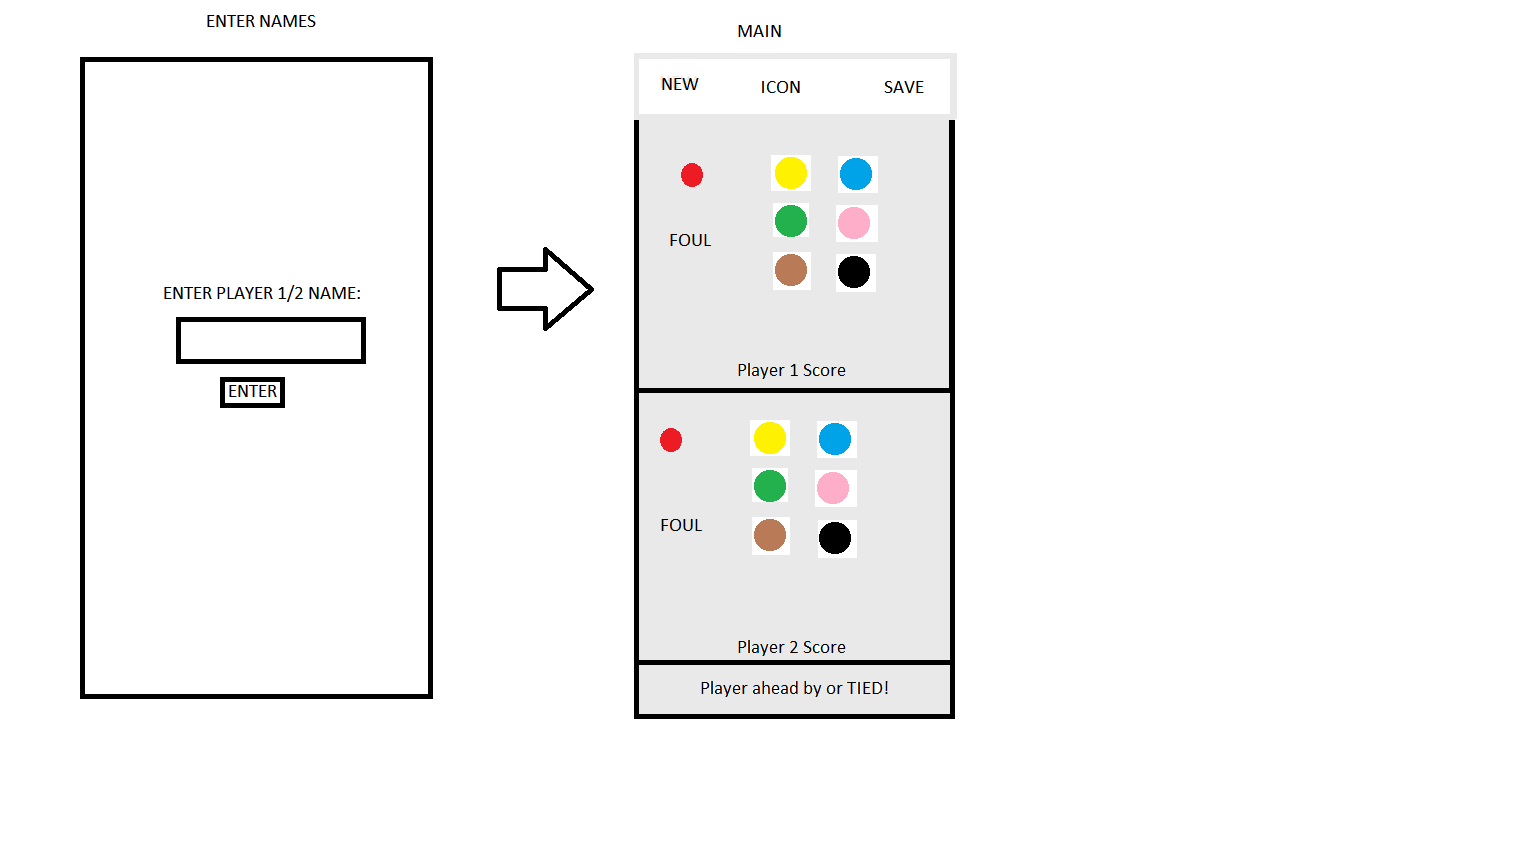 ENTER NAMES
ENTER PLAYER 1/2 NAME:
ENTER
MAIN
NEW
ICON
SAVE
FOUL
Player 1 Score
FOUL
Player 2 Score
Player ahead by or TIED!